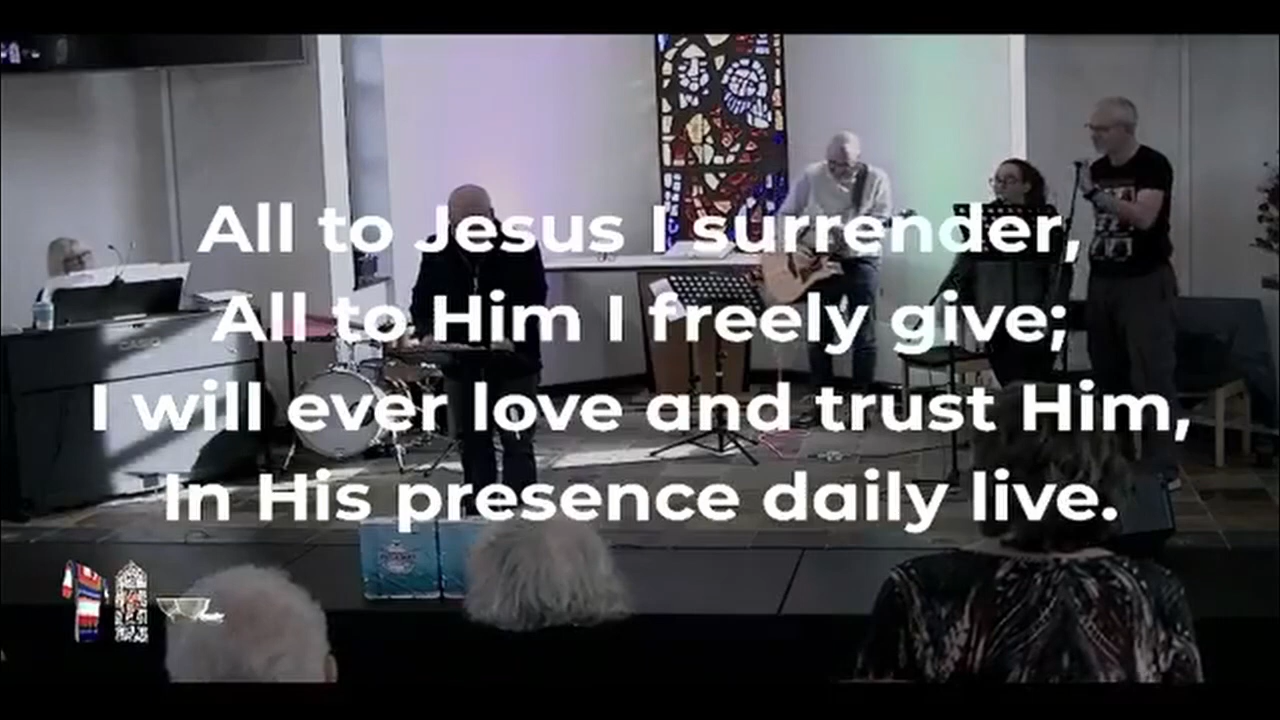 All to Jesus I surrender,
All to Him I freely give;
I will ever love and trust Him,
In His presence daily live.
CASIO